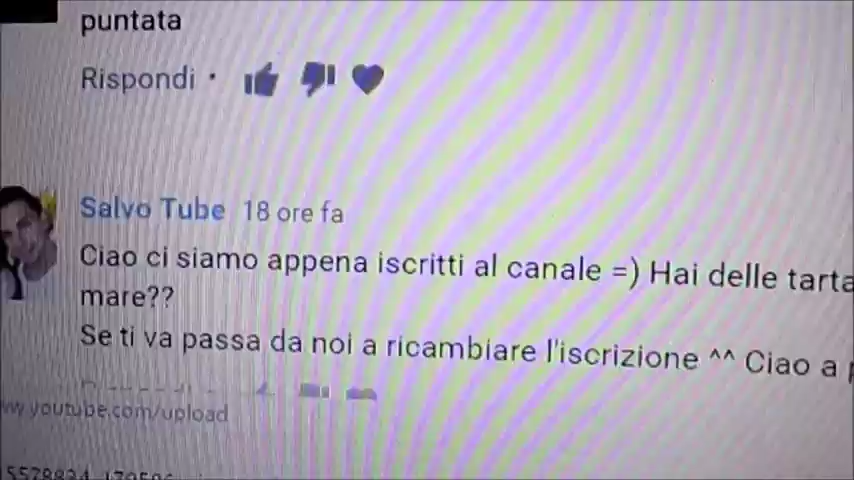 puntata
Rispondi •
Salvo Tube 18 ore fa
Ciao ci siamo appena iscritti al canale =) Hai delle tarta
mare??
Se ti va passa da noi a ricambiare l'iscrizione ^^ Ciao a p
youtube.com/upload